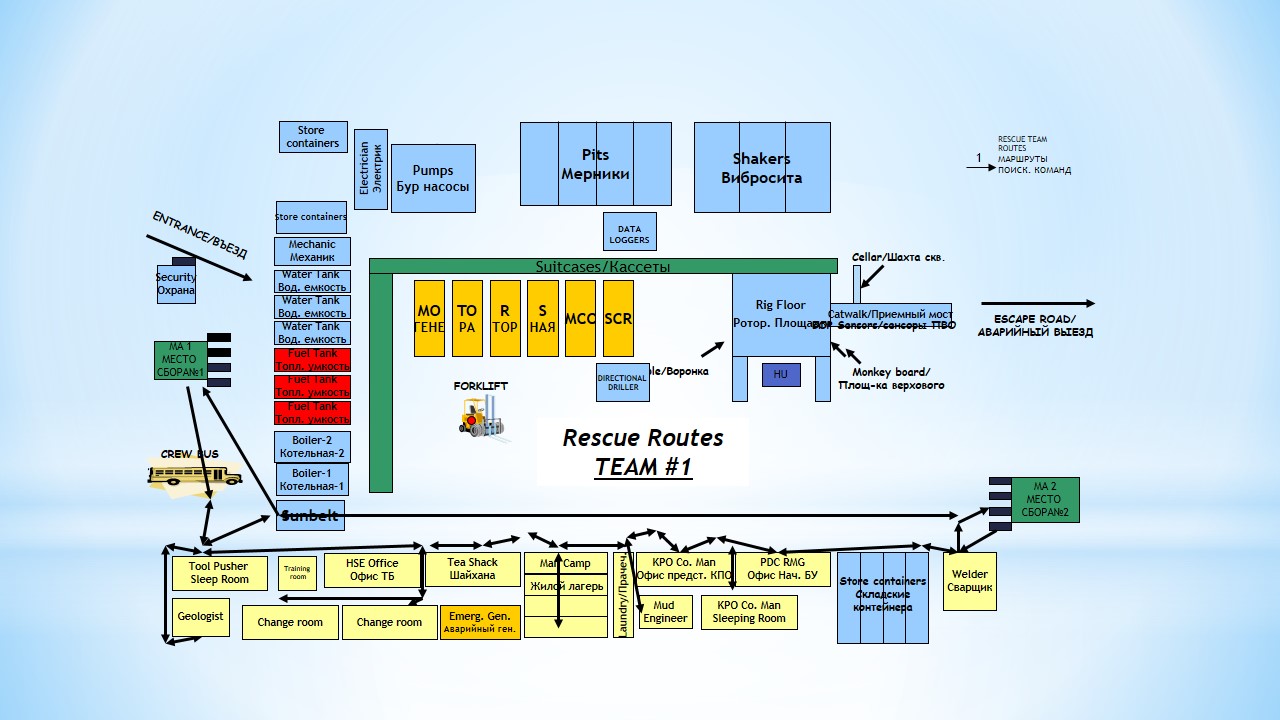 Store
containers
Electrician
Электрик
Pumps
Бур насосы
Pits
Мерники
Shakers
Вибросита
1
RESCUE TEAM
ROUTES
МАРШРУТЫ
ПОИСК. КОМАНД
Store containers
DATA
LOGGERS
ENTRANCE/ВЪЕЗД
Mechanic
Механик
Security
Охрана
Water Tank
Вод. емкость
Water Tank
Вод. емкость
Water Tank
Вод. емкость
Suitcases/Кассеты
Cellar/Шахта скв.
МО
ГЕНЕ
ТО
РА
R
ТОР
S
НАЯ
MCC
SCR
Rig Floor
Ротор. Площадка
Catwalk/Приемный мост
BOP Sensors/сенсоры ПВО
ESCAPE ROAD/
АВАРИЙНЫЙ ВЫЕЗД
MA 1
МЕСТО
СБОРА№1
Fuel Tank
Топл. умкость
Fuel Tank
Топл. умкость
Fuel Tank
Топл. умкость
DIRECTIONAL
DRILLER
le/Воронка
HU
Monkey board/
Площ-ка верхового
FORKLIFT
Boiler-2
Котельная-2
Rescue Routes
TEAM #1
CREW BUS
Boiler-1
Котельная-1
Sunbelt
MA 2
МЕСТО
СБОРА№2
Tool Pusher
Sleep Room
Training
room
HSE Office
Офис ТБ
Tea Shack
Шайхана
Man Camp
Жилой лагерь
Laundry/Прачеч.
KPO Co. Man
Офис предст. КПО
PDC RMG
Офис Нач. БУ
Store cantainers
Складские
контейнера
Welder
Сварщик
Geologist
Change room
Change room
Emerg. Gen.
Аварийный ген.
Mud
Engineer
KPO Co. Man
Sleeping Room